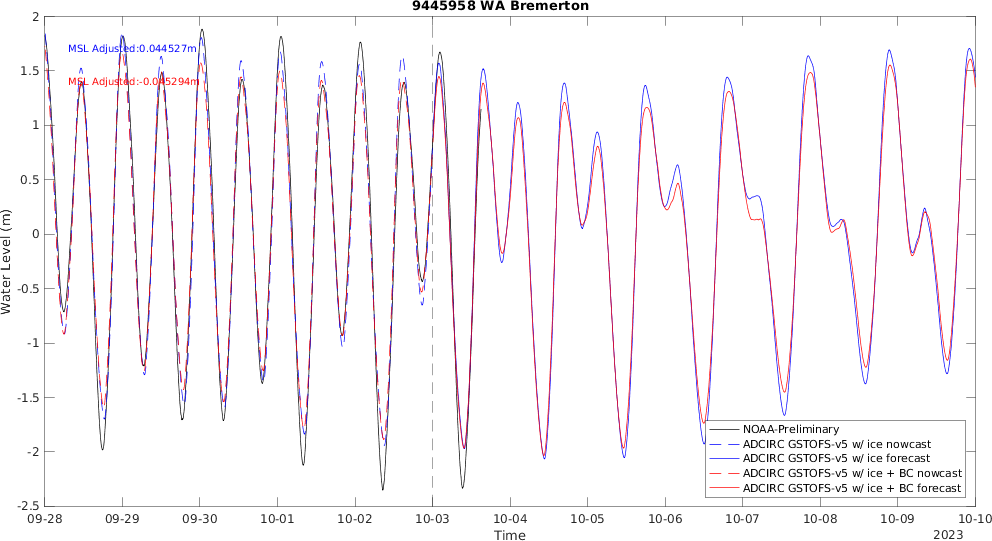 9445958 WA Bremerton
2
1.5
1
0.5
0
-0.5
-1
-1.5
-2
-2.5
Water Level (m)
MSL Adjusted:0.044527m
MSL Adjusted:-0.045294m
NOAA-Preliminary
ADCIRC GSTOFS-v5 w/ ice nowcast
ADCIRC GSTOFS-v5 w/ ice forecast
ADCIRC GSTOFS-v5 w/ ice + BC nowcast
ADCIRC GSTOFS-v5 w/ ice + BC forecast
09-28 09-29 09-30 10-01 10-02 10-03 10-04 10-05 10-06 10-07 10-08 10-09 10-10
Time
2023